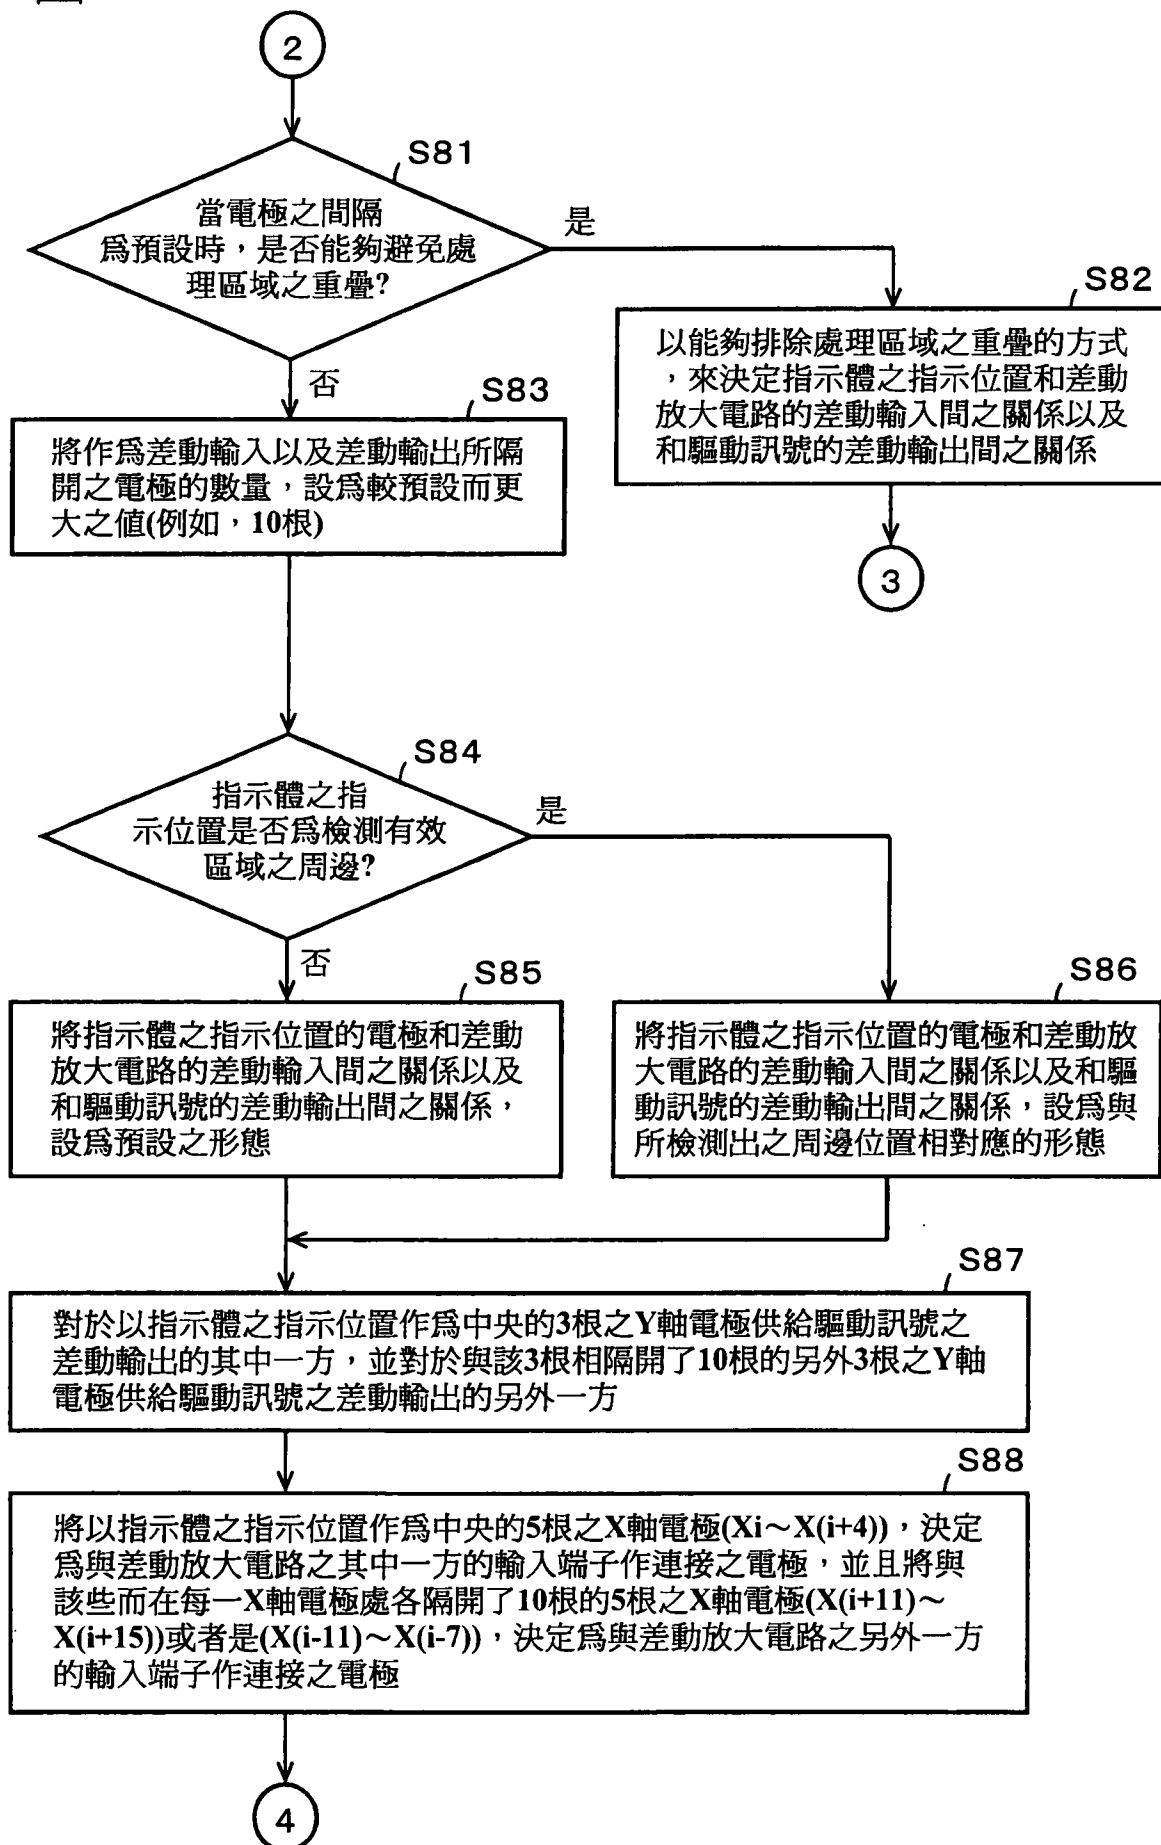 2
S81
當電極之間隔
爲預設時，是否能夠避免處
理區域之重疊?
是
否
S82
以能夠排除處理區域之重疊的方式
，來決定指示體之指示位置和差動
放大電路的差動輸入間之關係以及
和驅動訊號的差動輸出間之關係
3
S83
將作爲差動輸入以及差動輸出所隔
開之電極的數量，設爲較預設而更
大之值(例如，10根)
S84
指示體之指
示位置是否爲檢測有效
區域之周邊?
是
否
S85
將指示體之指示位置的電極和差動
放大電路的差動輸入間之關係以及
和驅動訊號的差動輸出間之關係，
設爲預設之形態
S86
將指示體之指示位置的電極和差動放
大電路的差動輸入間之關係以及和驅
動訊號的差動輸出間之關係，設爲與
所檢測出之周邊位置相對應的形態
S87
對於以指示體之指示位置作爲中央的3根之Y軸電極供給驅動訊號之
差動輸出的其中一方，並對於與該3根相隔開了10根的另外3根之Y軸
電極供給驅動訊號之差動輸出的另外一方
S88
將以指示體之指示位置作爲中央的5根之X軸電極(Xi～X(i+4))，決定
爲與差動放大電路之其中一方的輸入端子作連接之電極，並且將與
該些而在每一X軸電極處各隔開了10根的5根之X軸電極(X(i+11)～
X(i+15))或者是(X(i-11)～X(i-7))，決定爲與差動放大電路之另外一方
的輸入端子作連接之電極
4